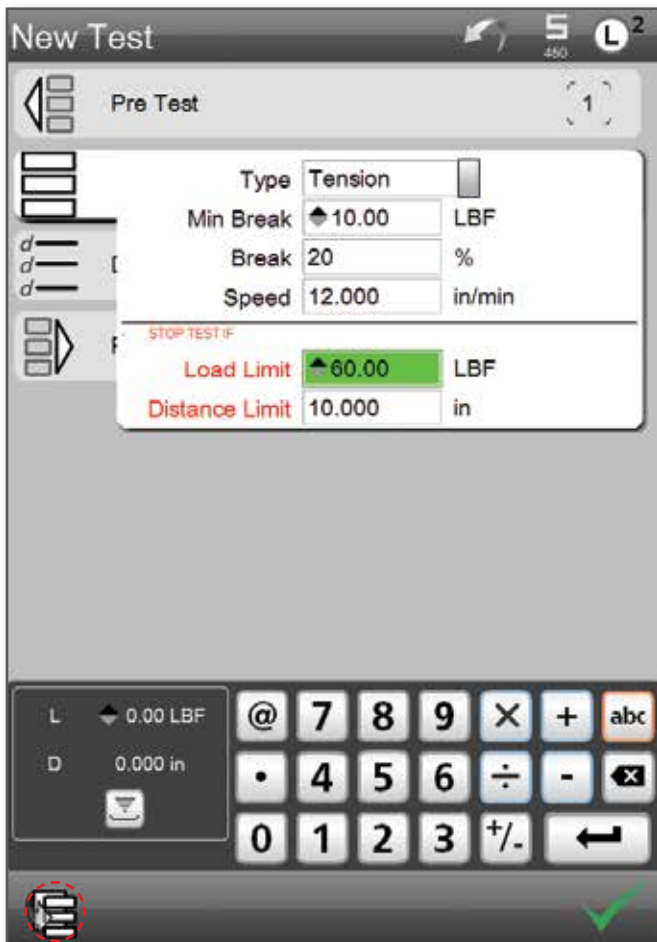 New Test
450
L 2
Pre Test
1
Type Tension
Min Break 10.00 LBF
d
d D
d
Break 20 %
Speed 12.000 in/min
STOP TEST IF
Load Limit 60.00 LBF
Distance Limit 10.000 in
L 0.00 LBF
D 0.000 in
@ 7 8 9 × + abc
• 4 5 6 ÷ -
0 1 2 3 +/-